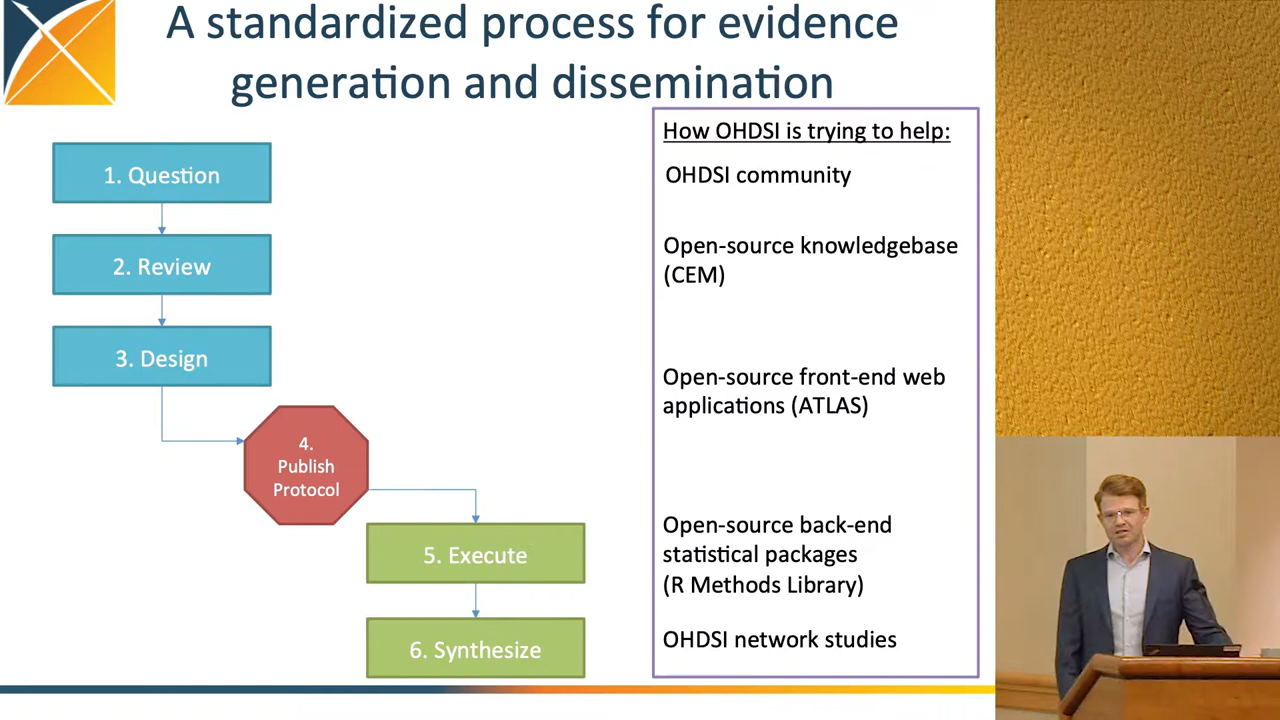 A standardized process for evidence
generation and dissemination
1. Question
2. Review
3. Design
4.
Publish
Protocol
5. Execute
6. Synthesize
How OHDSI is trying to help:
OHDSI community
Open-source knowledgebase
(CEM)
Open-source front-end web
applications (ATLAS)
Open-source back-end
statistical packages
(R Methods Library)
OHDSI network studies